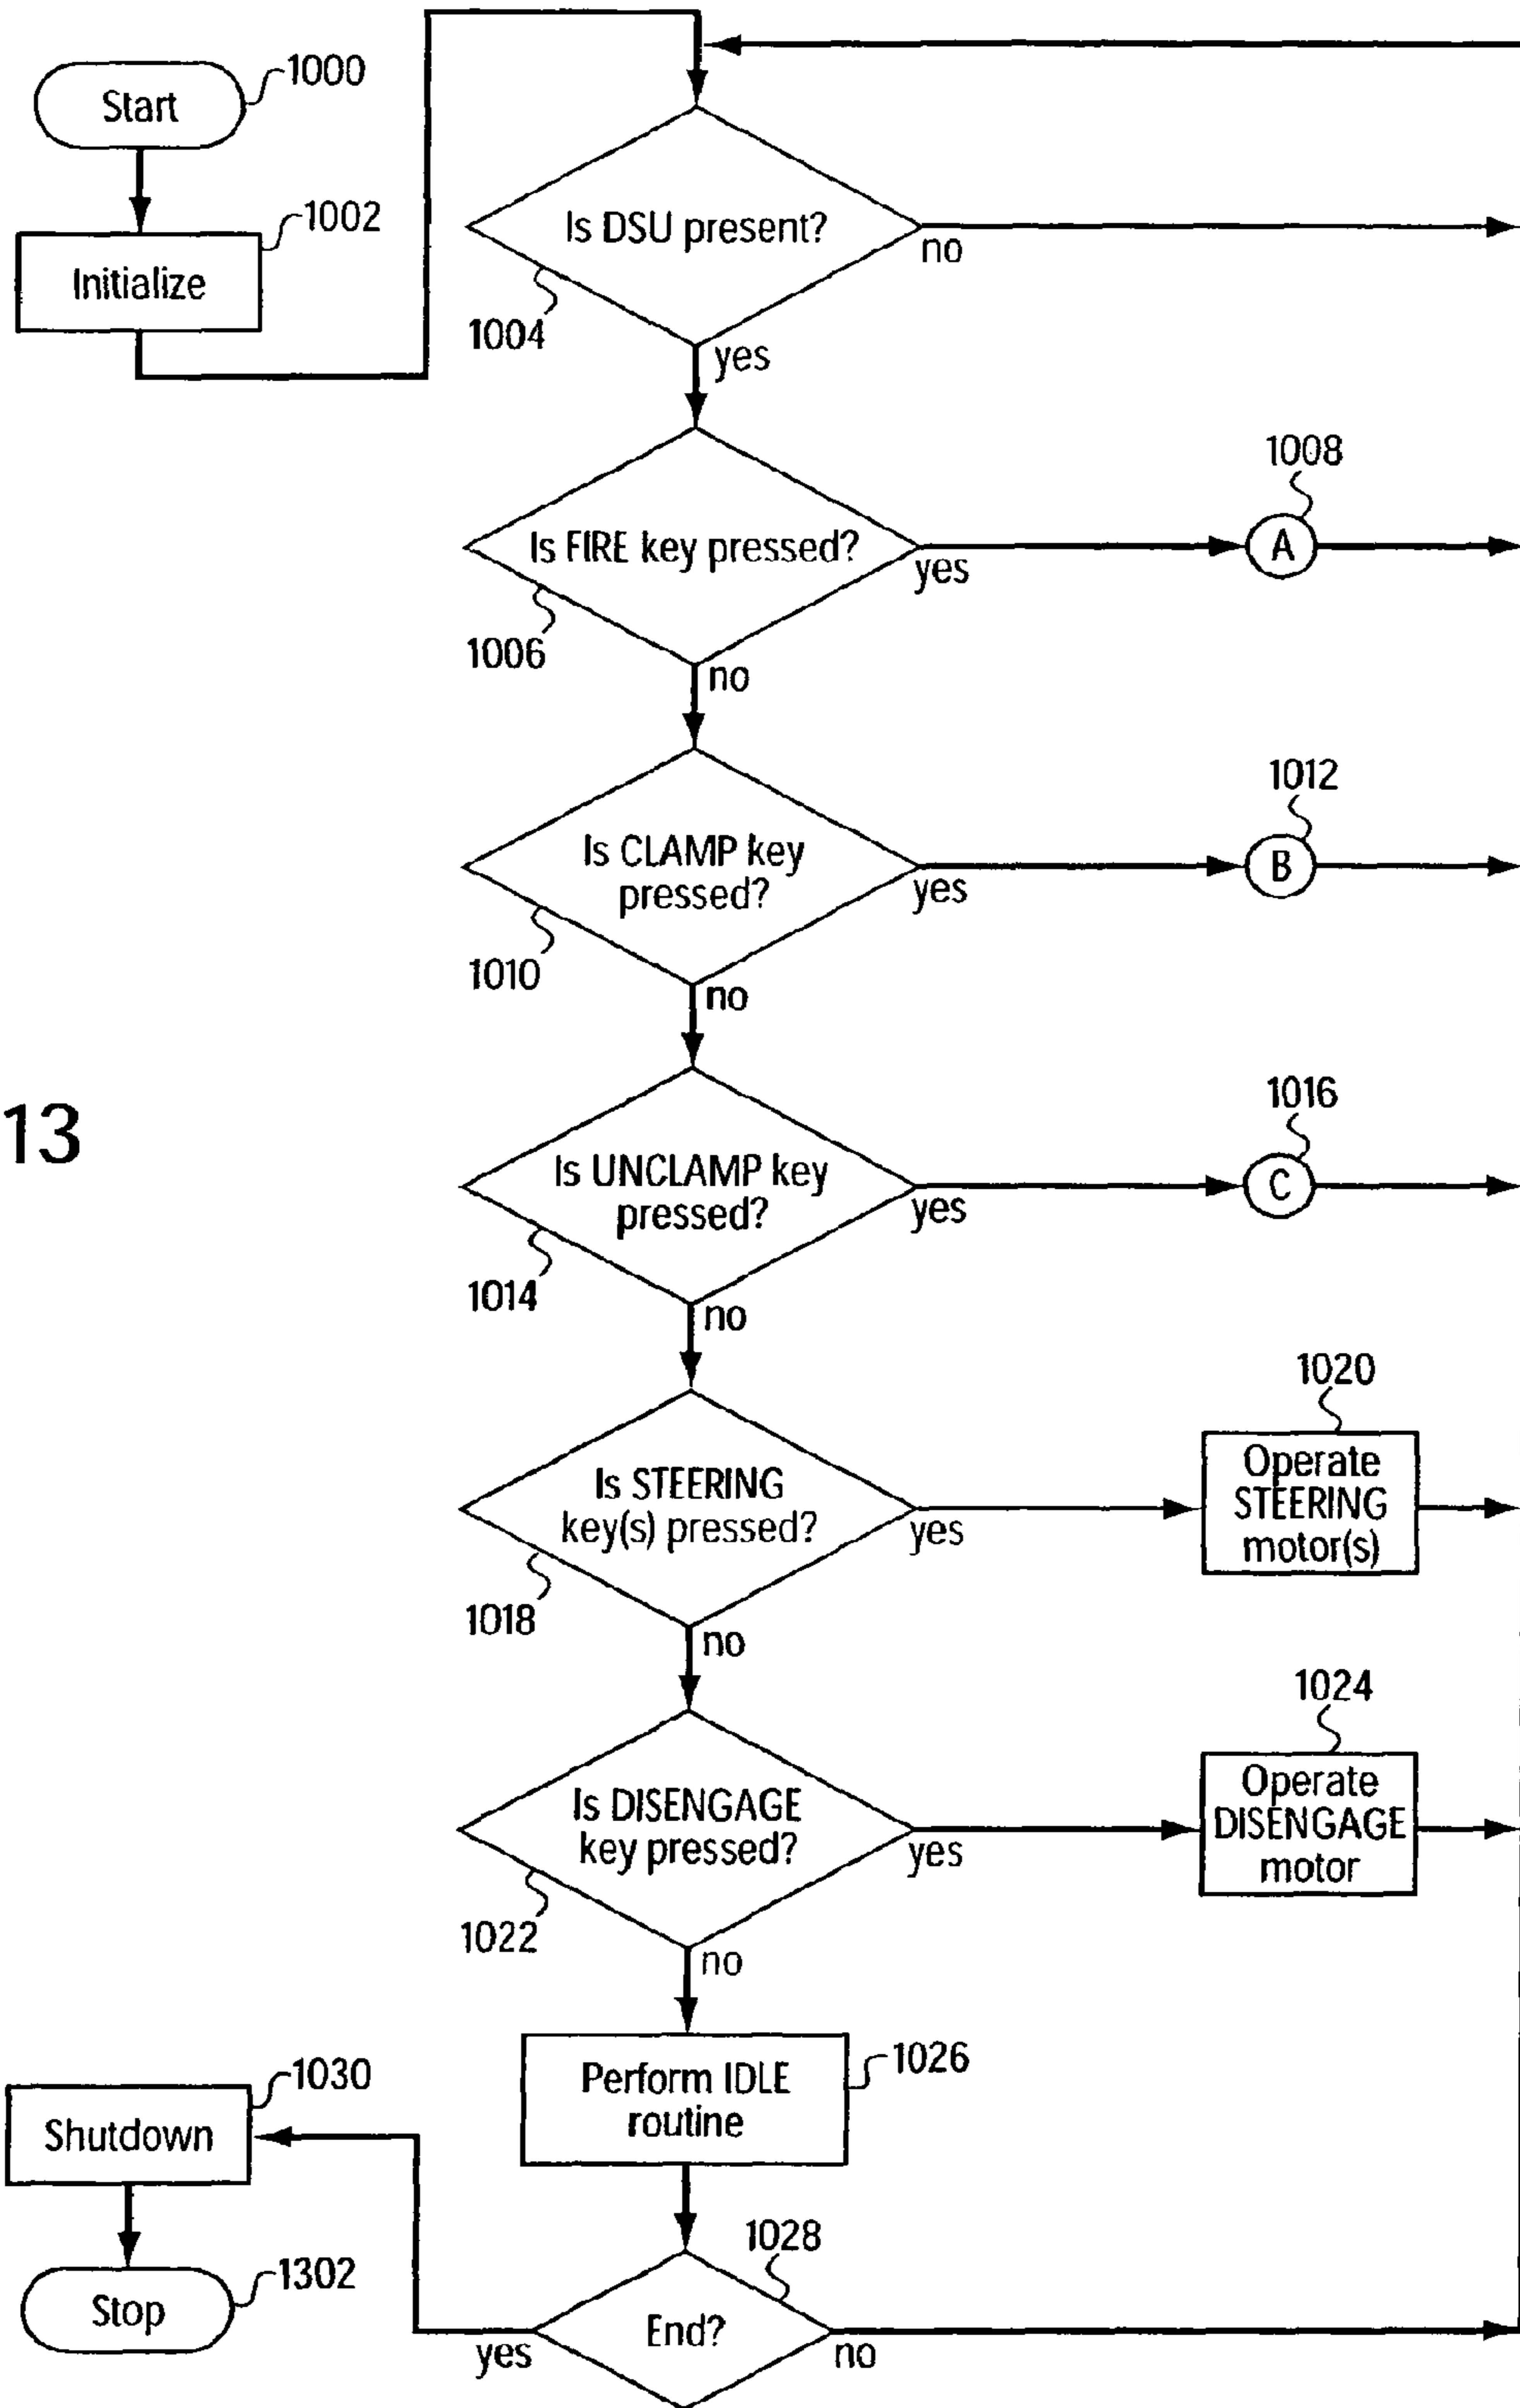 Start
1000
Initialize
1002
Is DSU present?
no
1004
yes
Is FIRE key pressed?
yes
1008
A
1006
no
Is CLAMP key
pressed?
yes
1012
B
1010
no
13
Is UNCLAMP key
pressed?
yes
1016
C
1014
no
Is STEERING
key(s) pressed?
yes
1020
Operate
STEERING
motor(s)
1018
no
Is DISENGAGE
key pressed?
yes
1024
Operate
DISENGAGE
motor
1022
no
Perform IDLE
routine
1026
1030
Shutdown
1028
End?
yes
no
Stop
1302